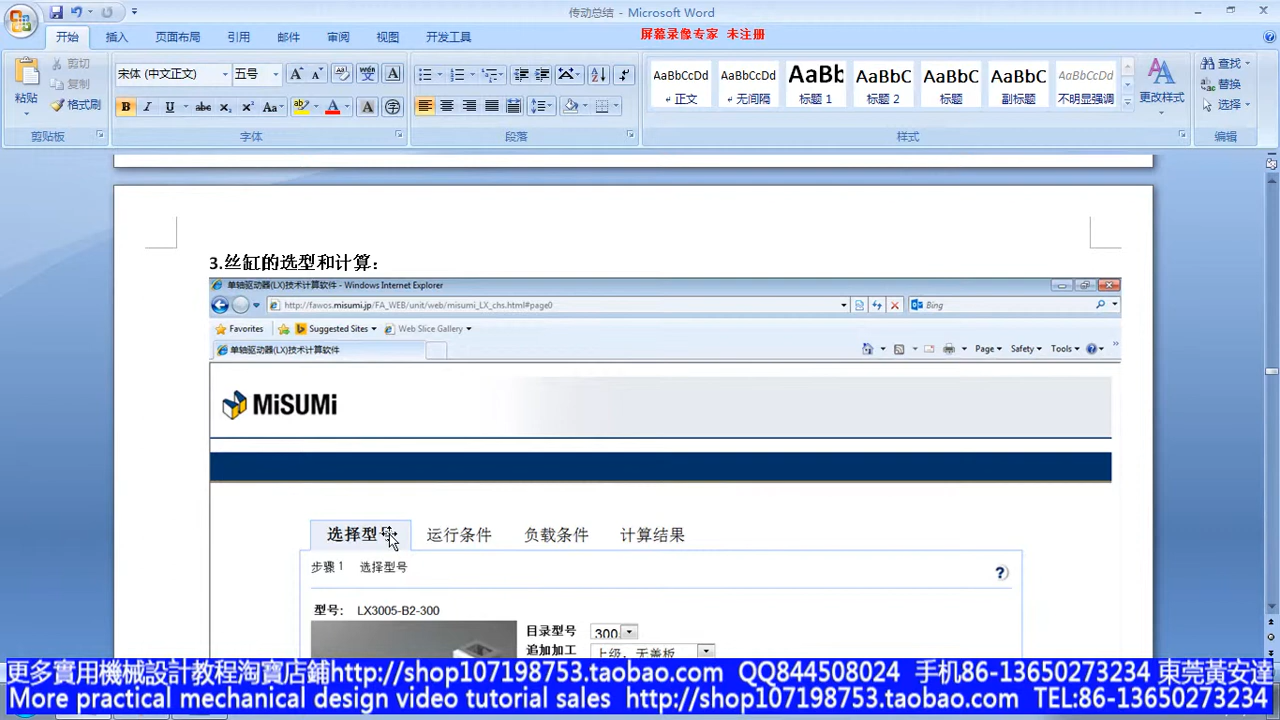 传动总结 - Microsoft Word
屏幕录像专家 未注册
开始 插入 页面布局 引用 邮件 审阅 视图 开发工具
粘贴 剪切 复制 格式刷
宋体 (中文正文) 五号
AaBbCcDd AaBbCcDd AaBb AaBbC AaBbC AaBbC AaBbCcDd
正文 无间隔 标题 1 标题 2 标题 副标题 不明显强调
更改样式
查找 替换 选择
剪贴板 字体 段落 样式 编辑
3.丝缸的选型和计算：
单轴驱动器(LX)技术计算软件 - Windows Internet Explorer
http://fawos.misumi.jp/FA_WEB/unit/web/misumi_LX_chs.html#page0 Bing
Favorites Suggested Sites Web Slice Gallery
单轴驱动器(LX)技术计算软件 Page Safety Tools
MiSUMi
选择型号 运行条件 负载条件 计算结果
步骤 1 选择型号
型号： LX3005-B2-300
目录型号 300
追加加工 上级，无盖板
更多實用機械設計教程淘寶店鋪http://shop107198753.taobao.com QQ844508024 手机86-13650273234 東莞黃安達
More practical mechanical design video tutorial sales http://shop107198753.taobao.com TEL:86-13650273234